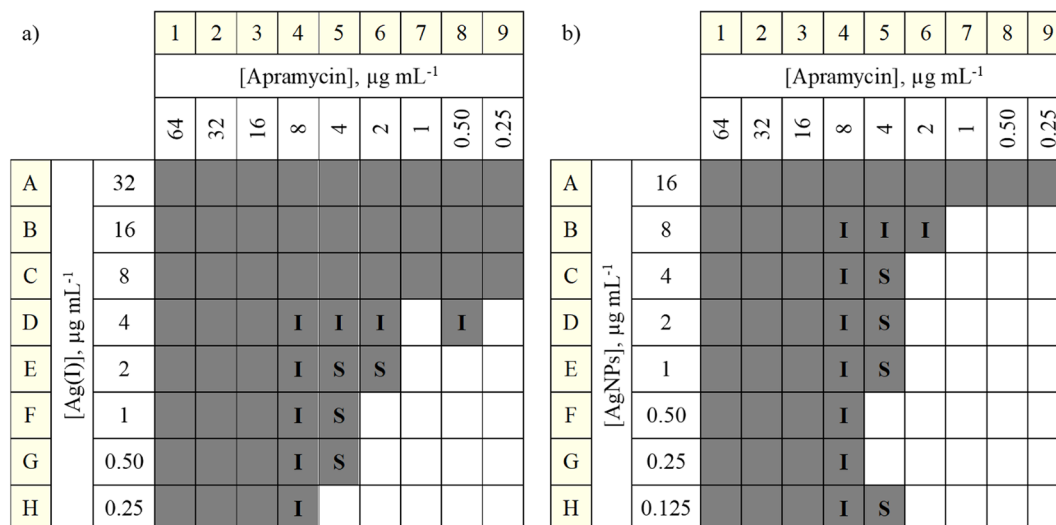 a) 1 2 3 4 5 6 7 8 9
[Apramycin], µg mL-1
64 32 16 8 4 2 1 0.50 0.25
[Ag(I)], µg mL-1
A 32
B 16
C 8
D 4 I I I I
E 2 I S S
F 1 I S
G 0.50 I S
H 0.25 I
b) 1 2 3 4 5 6 7 8 9
[Apramycin], µg mL-1
64 32 16 8 4 2 1 0.50 0.25
[AgNPs], µg mL-1
A 16
B 8 I I I
C 4 I S
D 2 I S
E 1 I S
F 0.50 I
G 0.25 I
H 0.125 I S